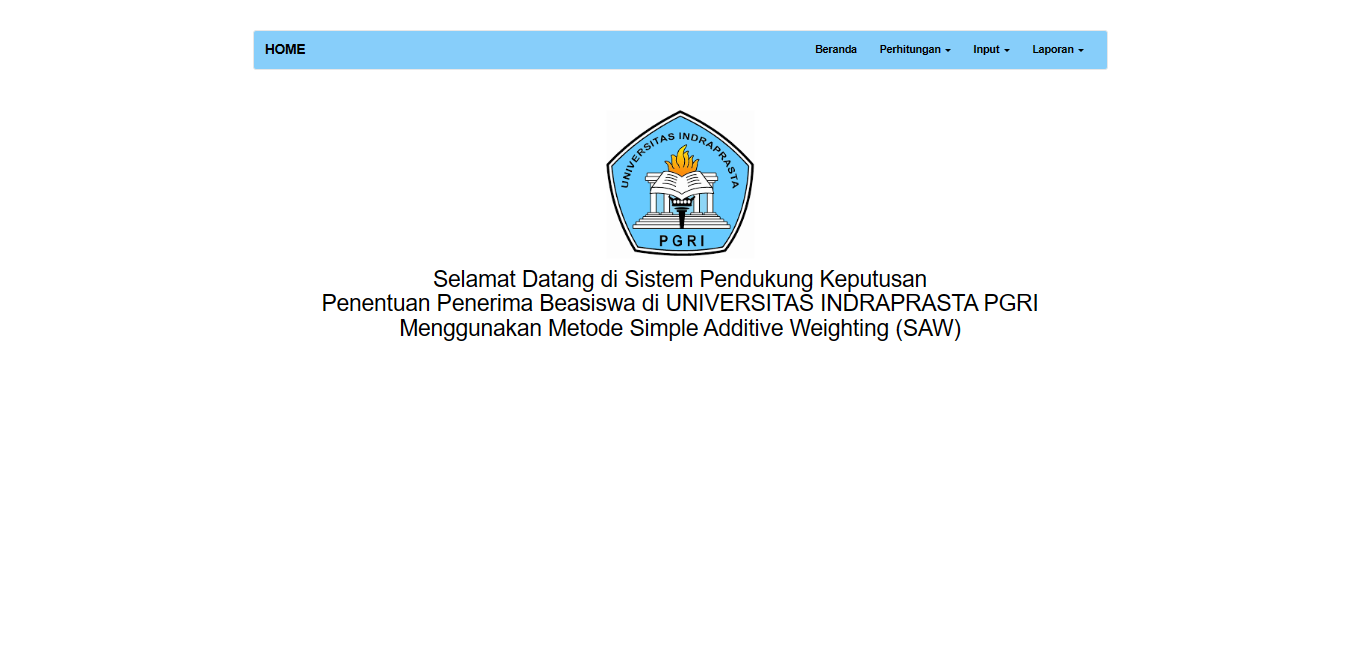 HOME
Beranda
Perhitungan
Input
Laporan
UNIVERSITAS INDRAPRASTA
PGRI
Selamat Datang di Sistem Pendukung Keputusan
Penentuan Penerima Beasiswa di UNIVERSITAS INDRAPRASTA PGRI
Menggunakan Metode Simple Additive Weighting (SAW)